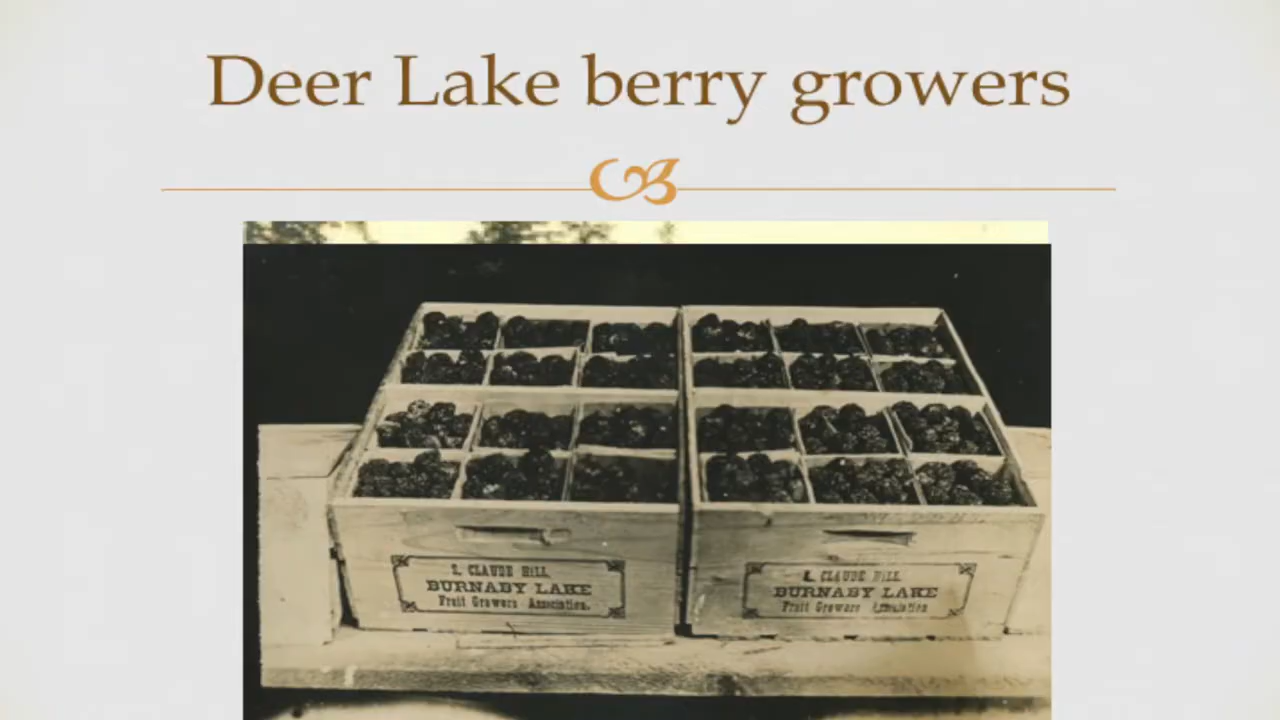 Deer Lake berry growers
CLAUDE HILL
BURNABY LAKE
Fruit Growers Association.
CLAUDE HILL
BURNABY LAKE
Fruit Growers Association